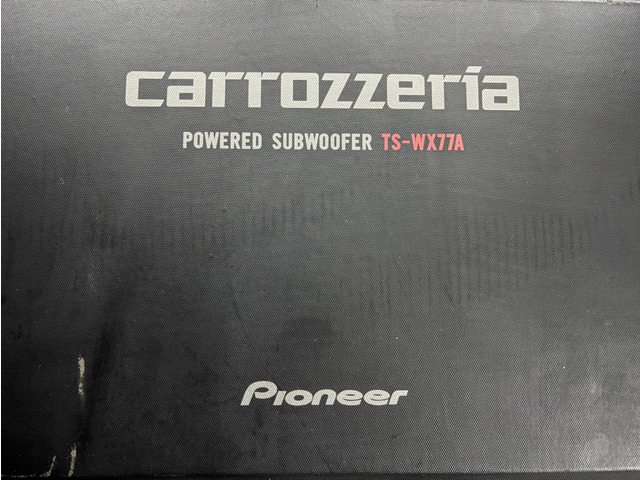 carrozzeria
POWERED SUBWOOFER TS-WX77A
Pioneer